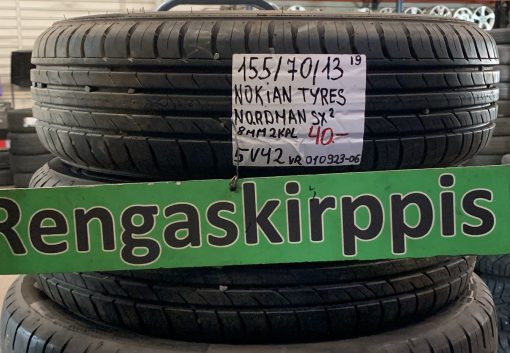 155/70/13 19
NOKIAN TYRES
NORDMAN SX2
8MM 2KPL 40.-
5V42 VR 010923-06
Rengaskirppis